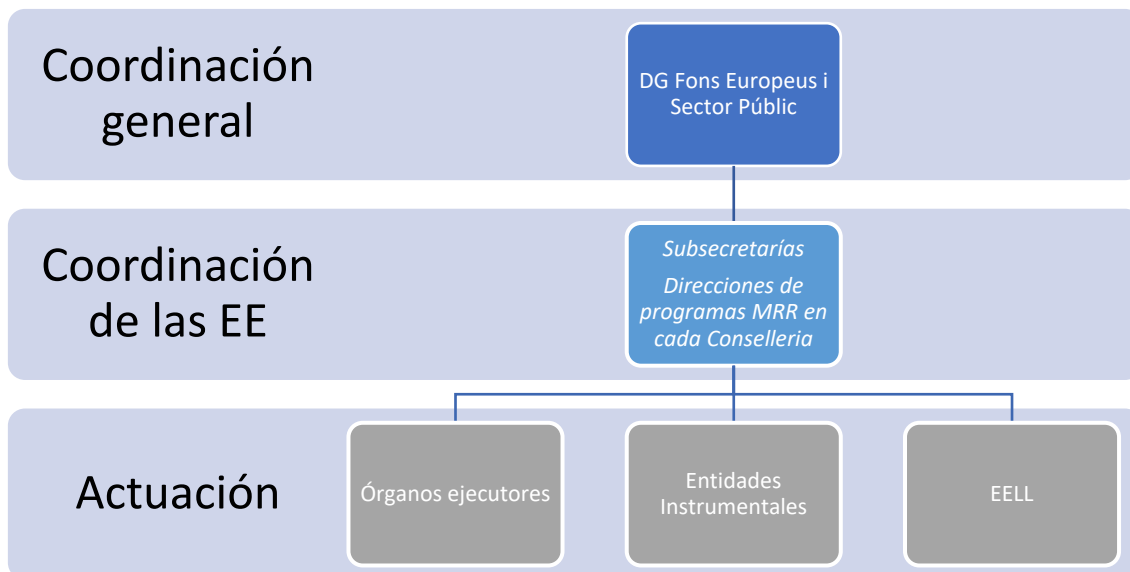 Coordinación
general
DG Fons Europeus i
Sector Públic
Coordinación
de las EE
Subsecretarías
Direcciones de
programas MRR en
cada Conselleria
Actuación
Órganos ejecutores
Entidades
Instrumentales
EELL